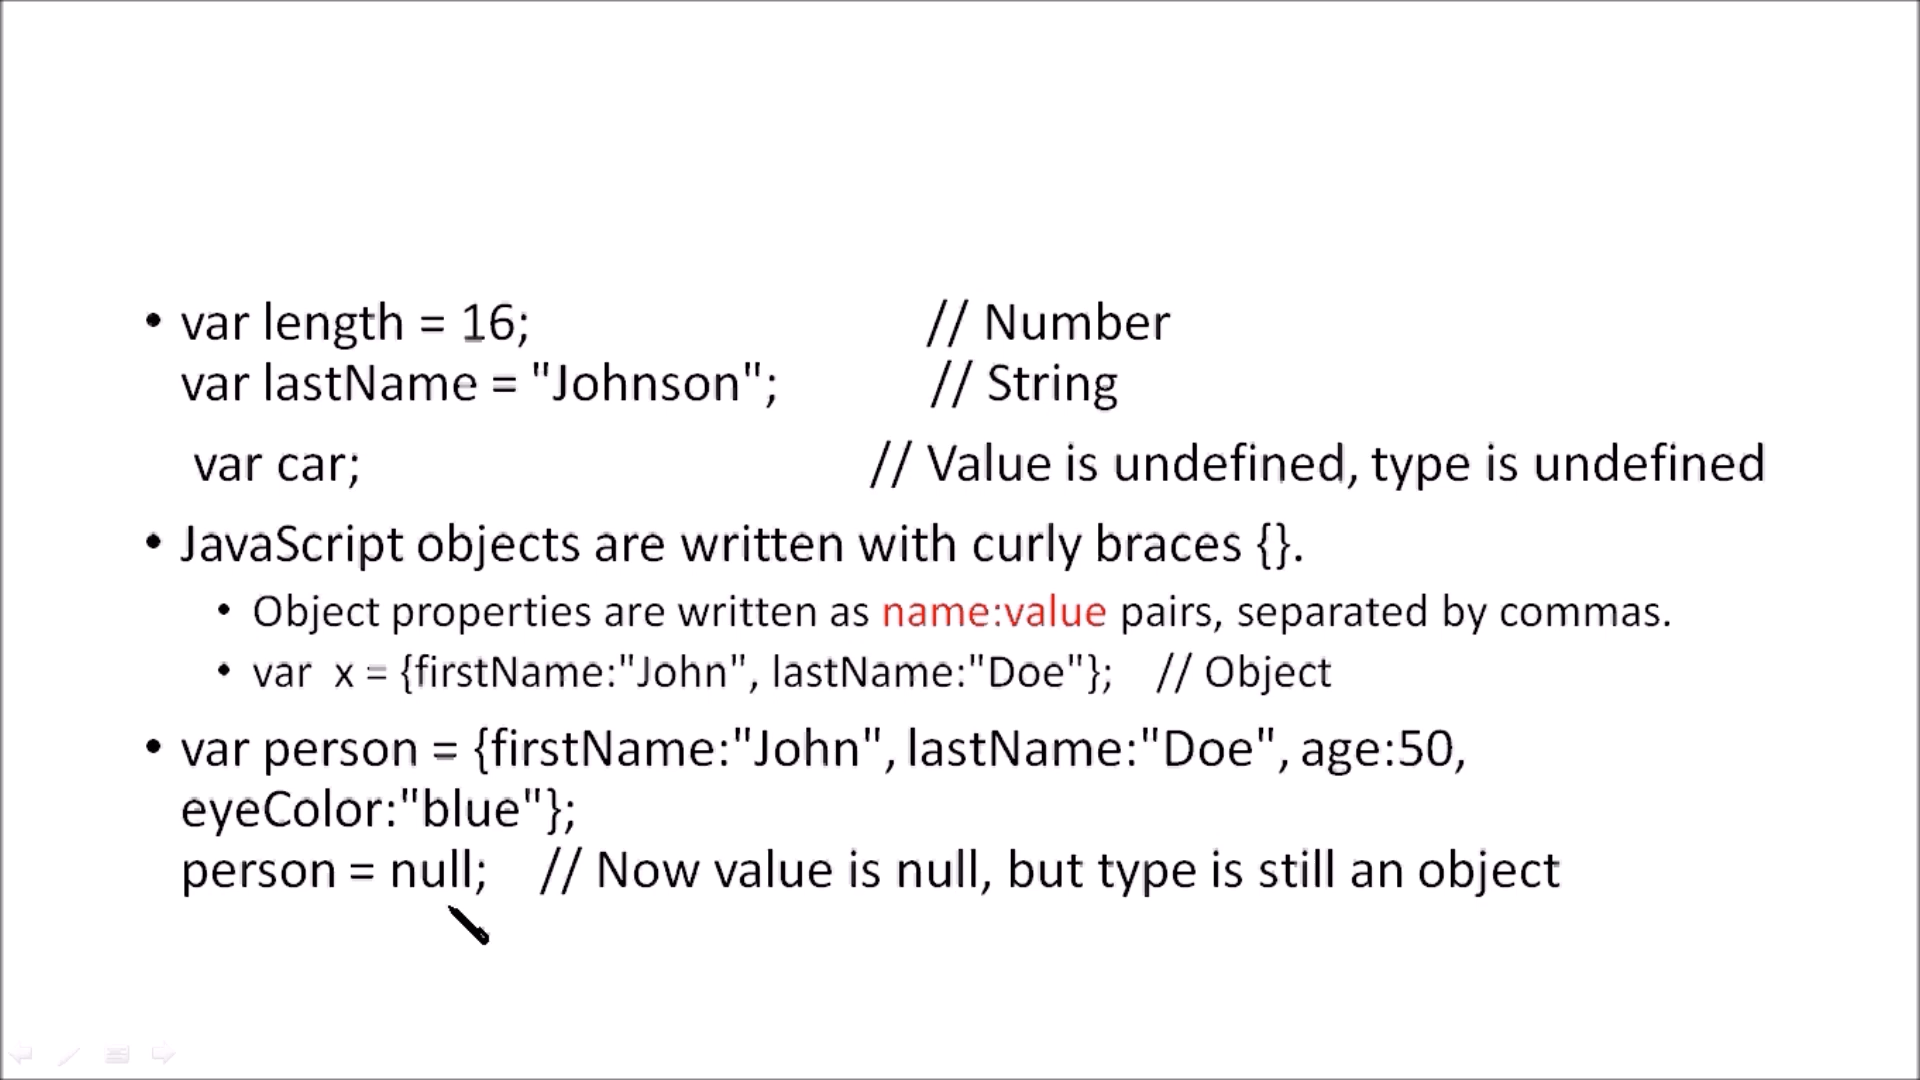 • var length = 16; // Number
var lastName = "Johnson"; // String
var car; // Value is undefined, type is undefined
• JavaScript objects are written with curly braces {}.
• Object properties are written as name:value pairs, separated by commas.
• var x = {firstName:"John", lastName:"Doe"}; // Object
• var person = {firstName:"John", lastName:"Doe", age:50,
eyeColor:"blue"};
person = null; // Now value is null, but type is still an object